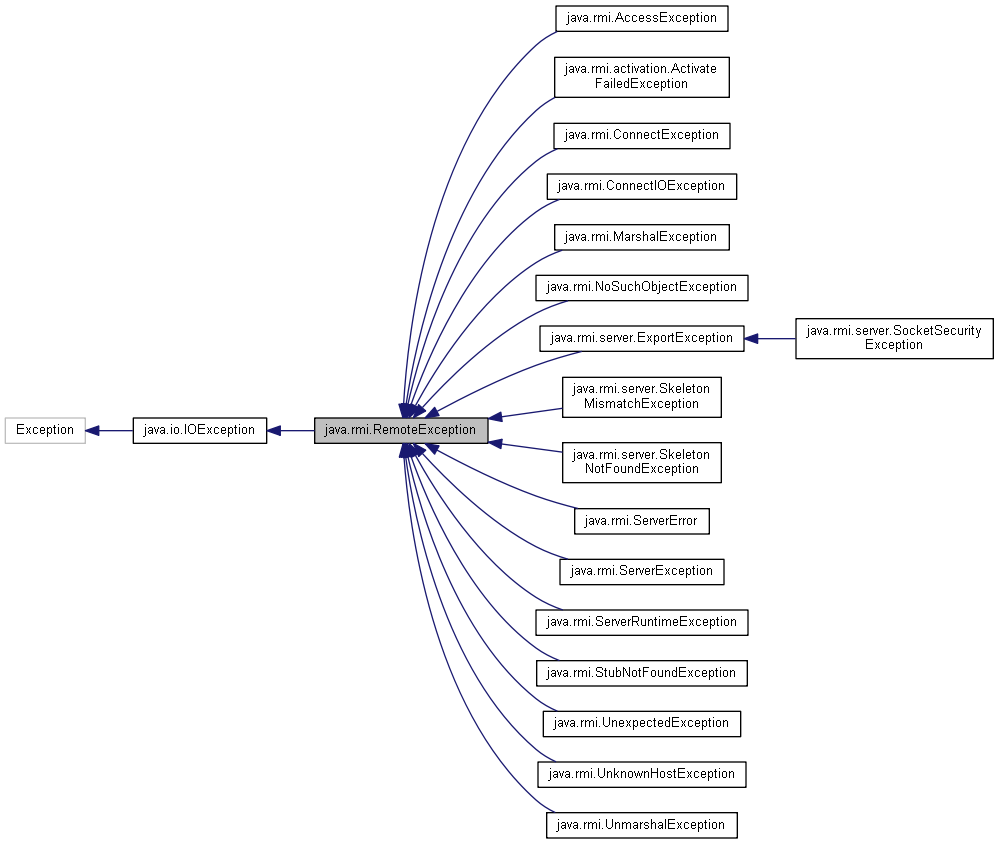 java.rmi.AccessException
java.rmi.activation.Activate
FailedException
java.rmi.ConnectException
java.rmi.ConnectIOException
java.rmi.MarshalException
java.rmi.NoSuchObjectException
java.rmi.server.ExportException
java.rmi.server.SocketSecurity
Exception
java.rmi.server.Skeleton
MismatchException
Exception
java.io.IOException
java.rmi.RemoteException
java.rmi.server.Skeleton
NotFoundException
java.rmi.ServerError
java.rmi.ServerException
java.rmi.ServerRuntimeException
java.rmi.StubNotFoundException
java.rmi.UnexpectedException
java.rmi.UnknownHostException
java.rmi.UnmarshalException